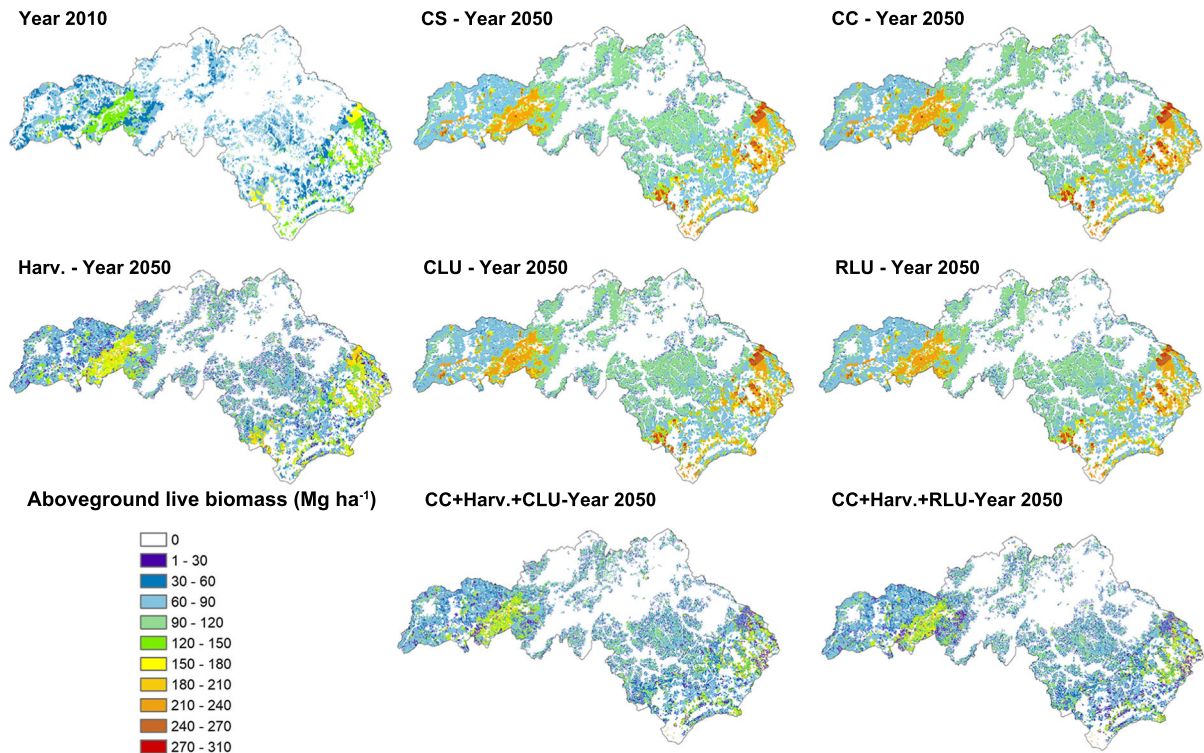 Year 2010
CS - Year 2050
CC - Year 2050
Harv. - Year 2050
CLU - Year 2050
RLU - Year 2050
Aboveground live biomass (Mg ha⁻¹)
CC+Harv.+CLU-Year 2050
CC+Harv.+RLU-Year 2050
0
1 - 30
30 - 60
60 - 90
90 - 120
120 - 150
150 - 180
180 - 210
210 - 240
240 - 270
270 - 310